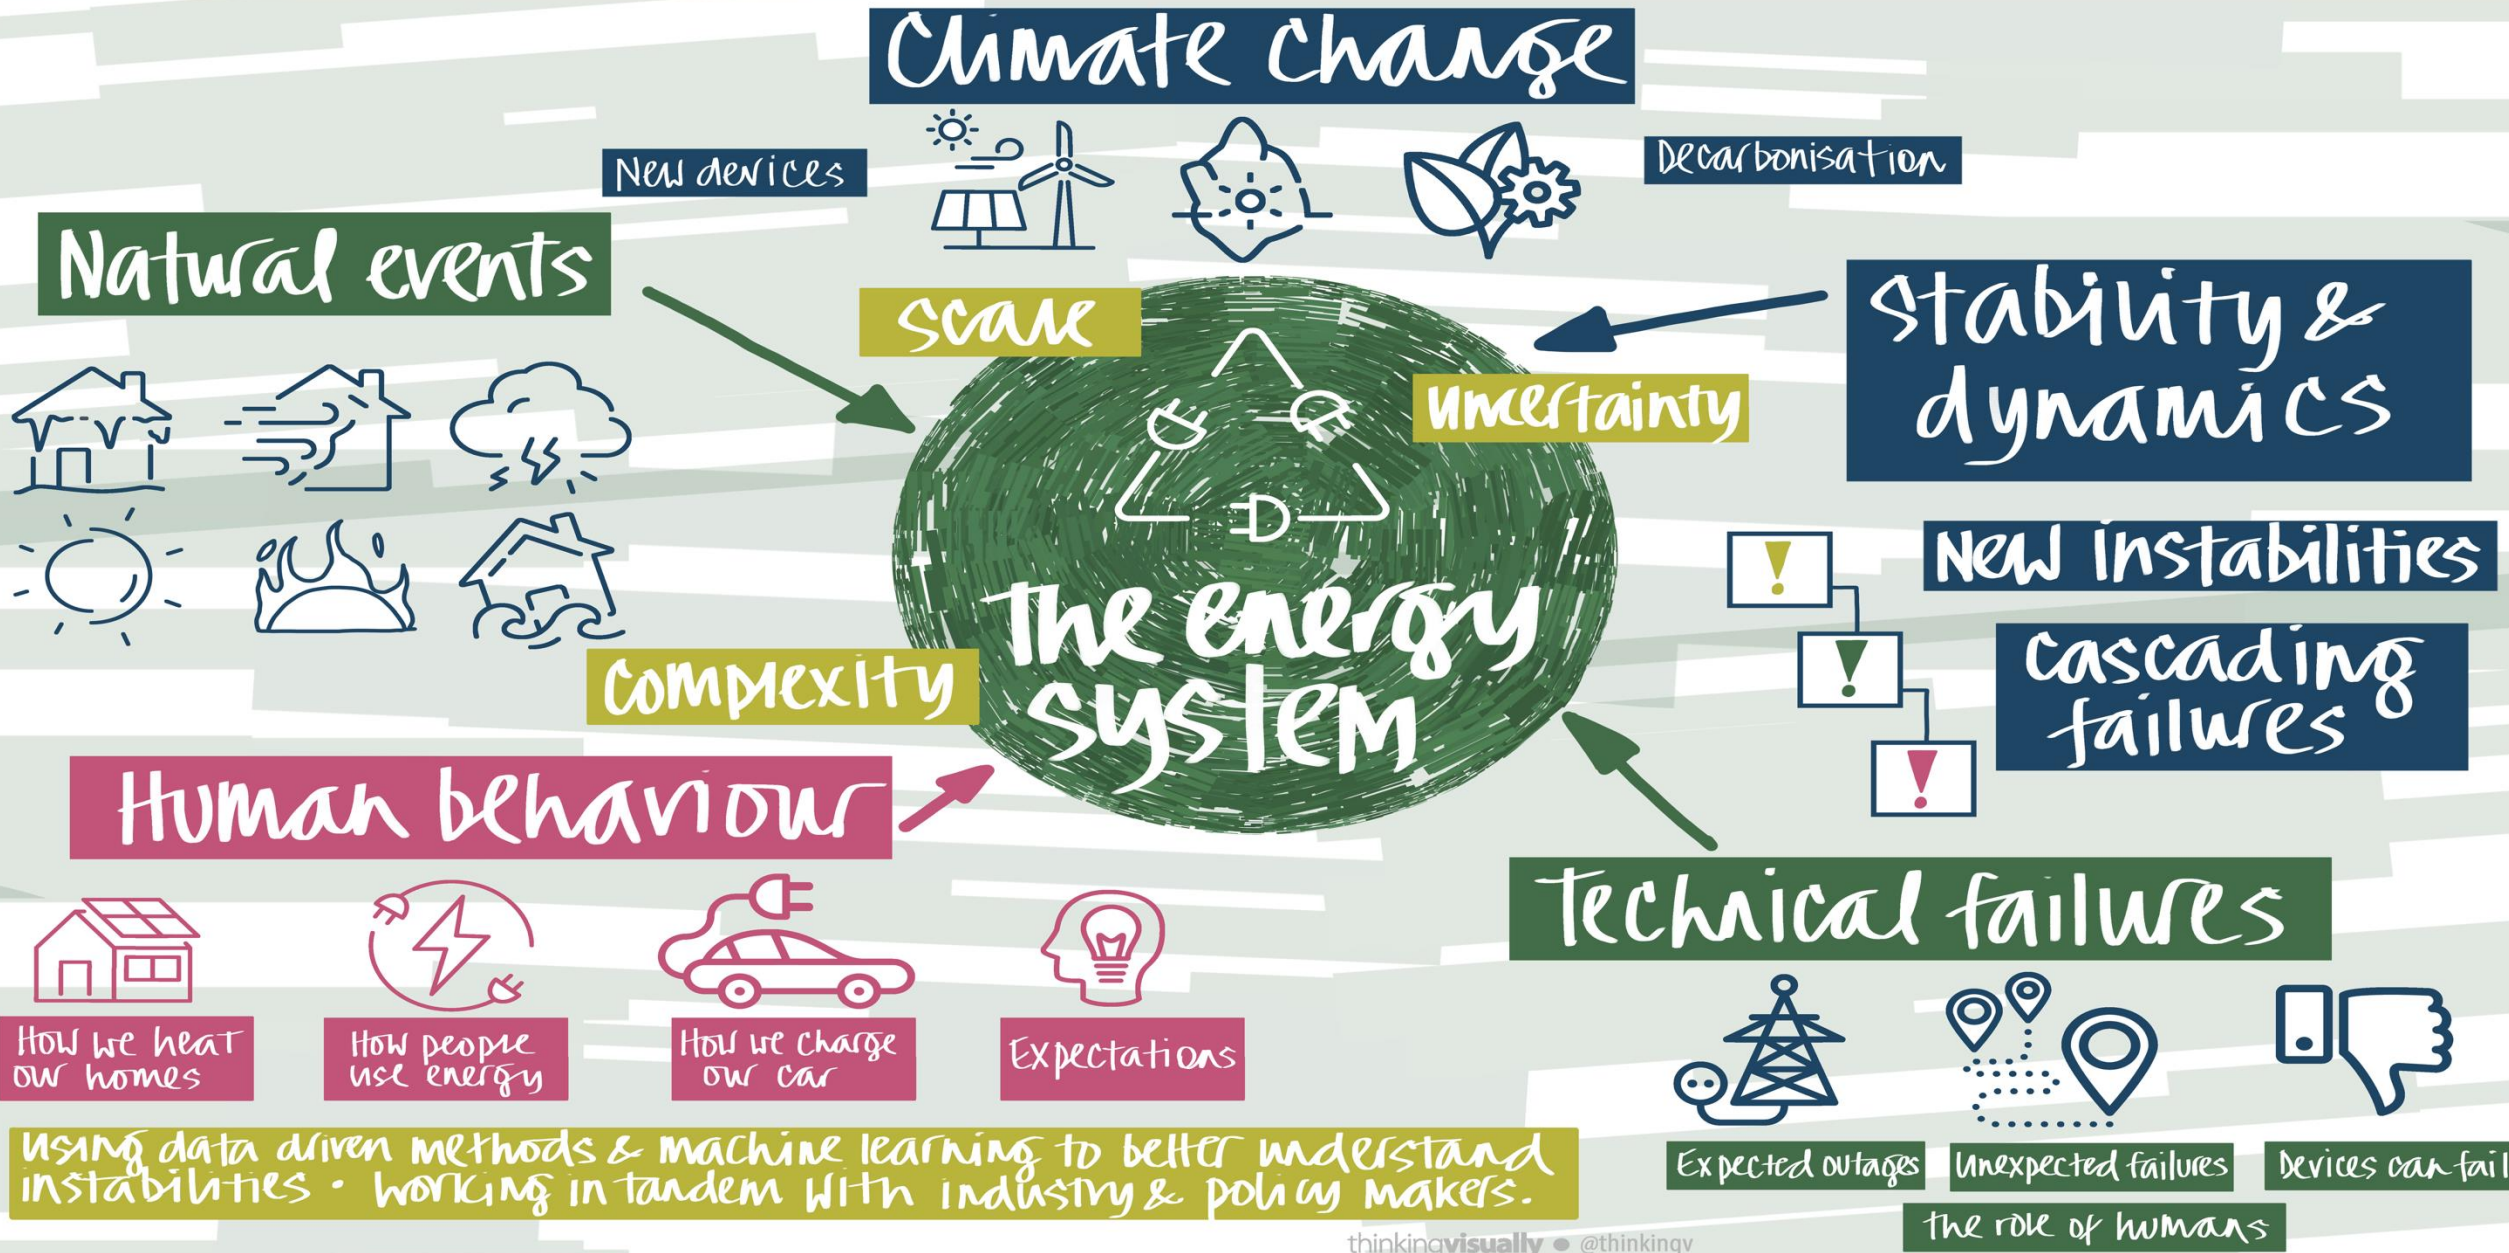 Climate change
New devices
Decarbonisation
Natural events
Scale
Uncertainty
Stability &
dynamics
New instabilities
Cascading
failures
The energy
system
Complexity
Human behaviour
How we heat
our homes
How people
use energy
How we charge
our car
Expectations
Technical failures
Expected outages
Unexpected failures
Devices can fail
The role of humans
Using data driven methods & machine learning to better understand
instabilities · Working in tandem with industry & policy makers.
thinkingvisually ● @thinkingv